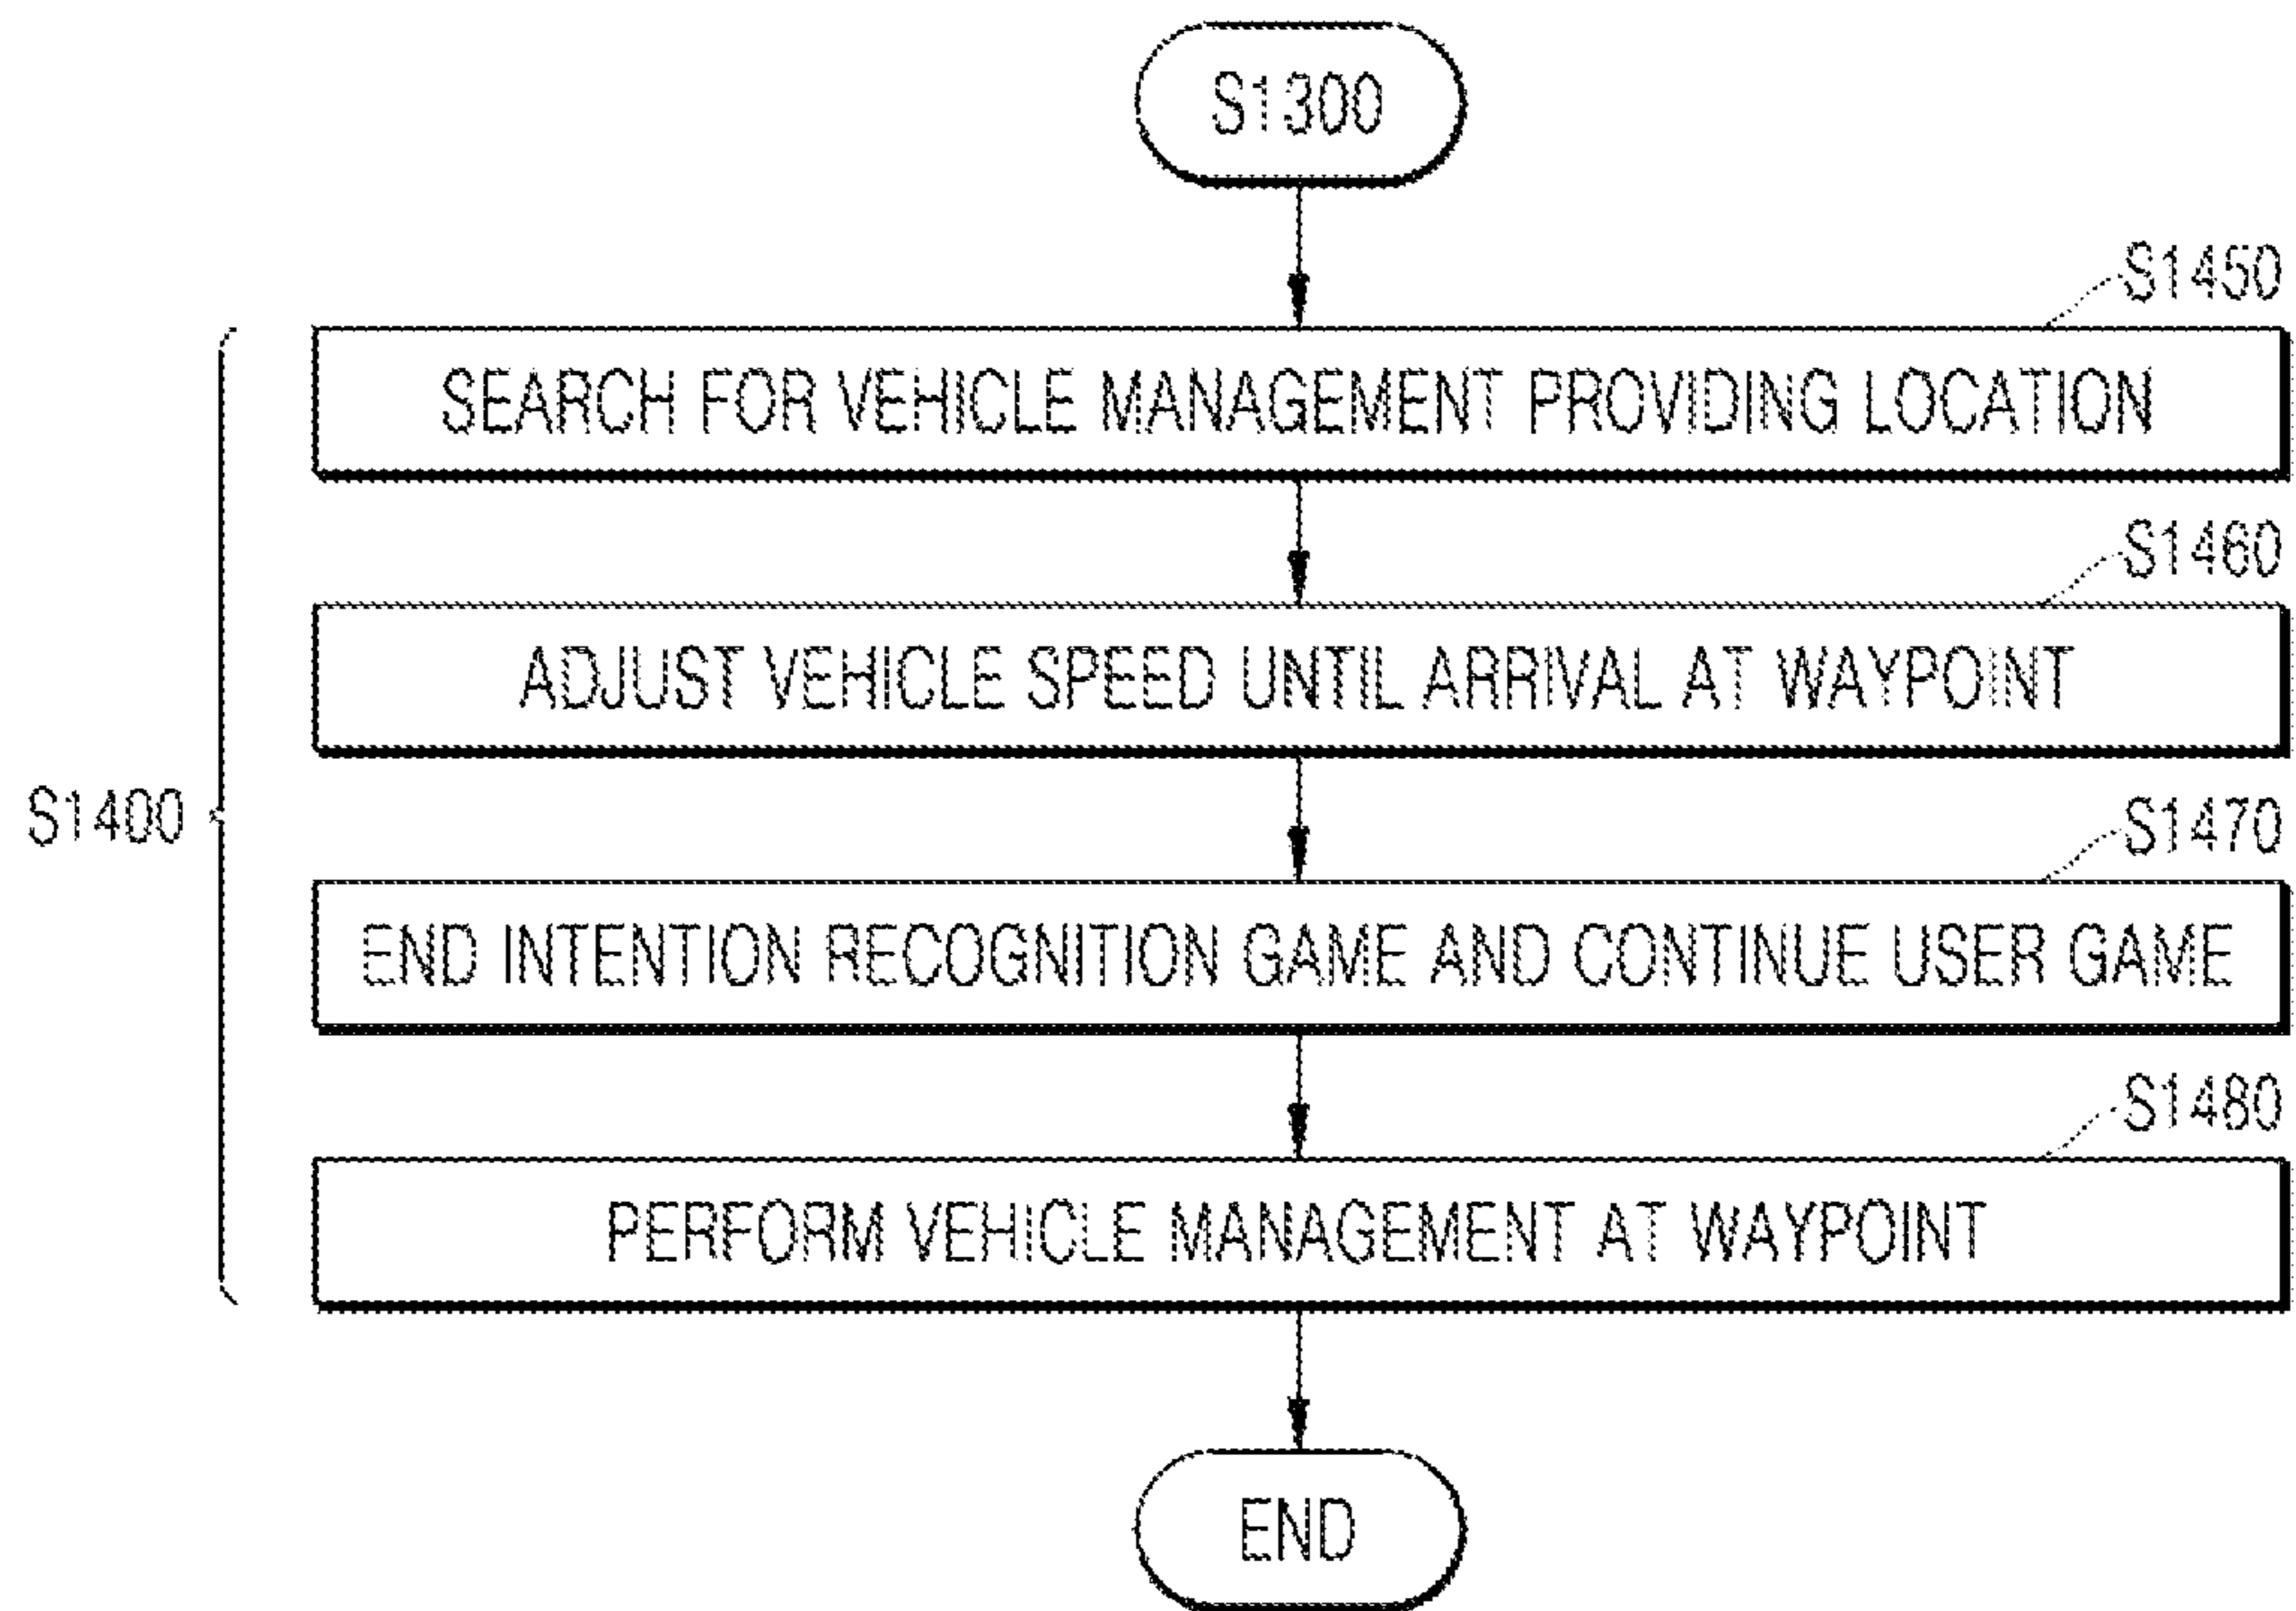 S1300
S1450
SEARCH FOR VEHICLE MANAGEMENT PROVIDING LOCATION
S1460
ADJUST VEHICLE SPEED UNTIL ARRIVAL AT WAYPOINT
S1400
S1470
END INTENTION RECOGNITION GAME AND CONTINUE USER GAME
S1480
PERFORM VEHICLE MANAGEMENT AT WAYPOINT
END